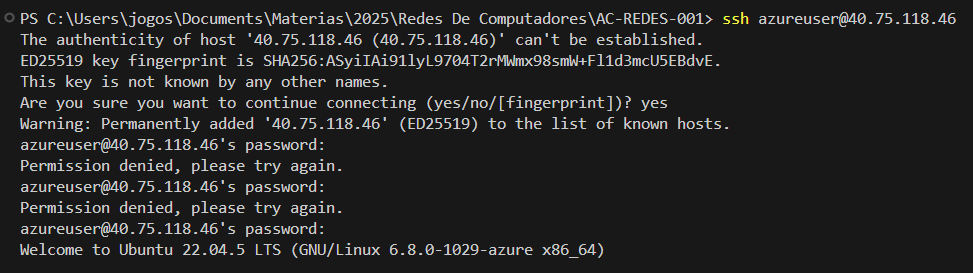 PS C:\Users\jogos\Documents\Materias\2025\Redes De Computadores\AC-REDES-001> ssh azureuser@40.75.118.46
The authenticity of host '40.75.118.46 (40.75.118.46)' can't be established.
ED25519 key fingerprint is SHA256:ASyiIAi91lyL9704T2rMWmx98smW+Fl1d3mcU5EBdvE.
This key is not known by any other names.
Are you sure you want to continue connecting (yes/no/[fingerprint])? yes
Warning: Permanently added '40.75.118.46' (ED25519) to the list of known hosts.
azureuser@40.75.118.46's password:
Permission denied, please try again.
azureuser@40.75.118.46's password:
Permission denied, please try again.
azureuser@40.75.118.46's password:
Welcome to Ubuntu 22.04.5 LTS (GNU/Linux 6.8.0-1029-azure x86_64)